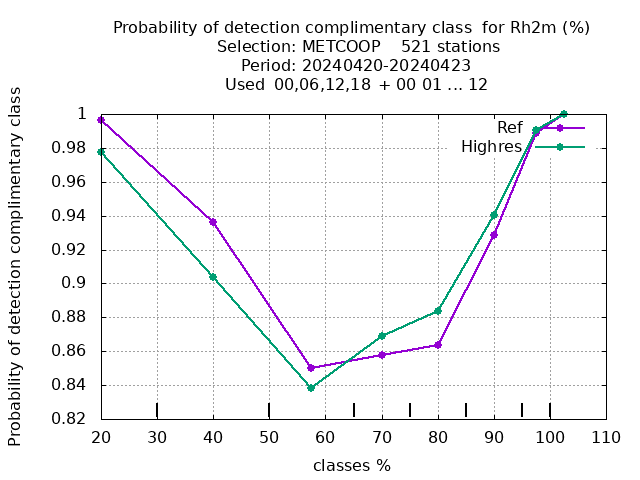 Probability of detection complimentary class  for Rh2m (%)
Selection: METCOOP    521 stations
Period: 20240420-20240423
Used  00,06,12,18  + 00 01 ... 12
Probability of detection complimentary class
Ref
Highres
1
0.98
0.96
0.94
0.92
0.9
0.88
0.86
0.84
0.82
20 30 40 50 60 70 80 90 100 110
classes %